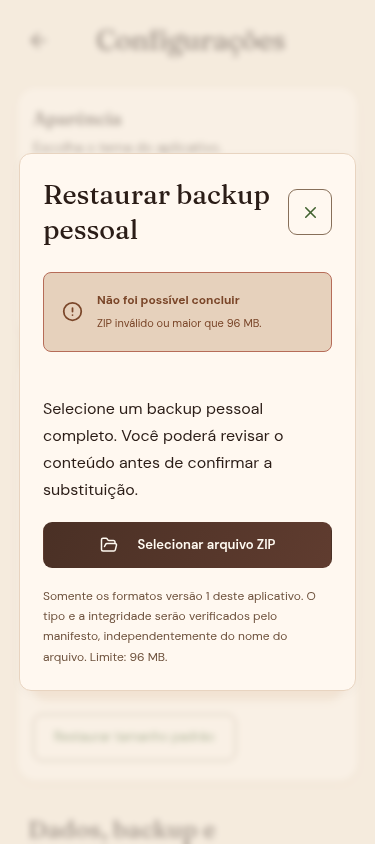 Configurações
Aparência
Restaurar backup
pessoal
Não foi possível concluir
ZIP inválido ou maior que 96 MB.
Selecione um backup pessoal
completo. Você poderá revisar o
conteúdo antes de confirmar a
substituição.
Selecionar arquivo ZIP
Somente os formatos versão 1 deste aplicativo. O
tipo e a integridade serão verificados pelo
manifesto, independentemente do nome do
arquivo. Limite: 96 MB.
Restaurar tamanho padrão
Dados, backup e